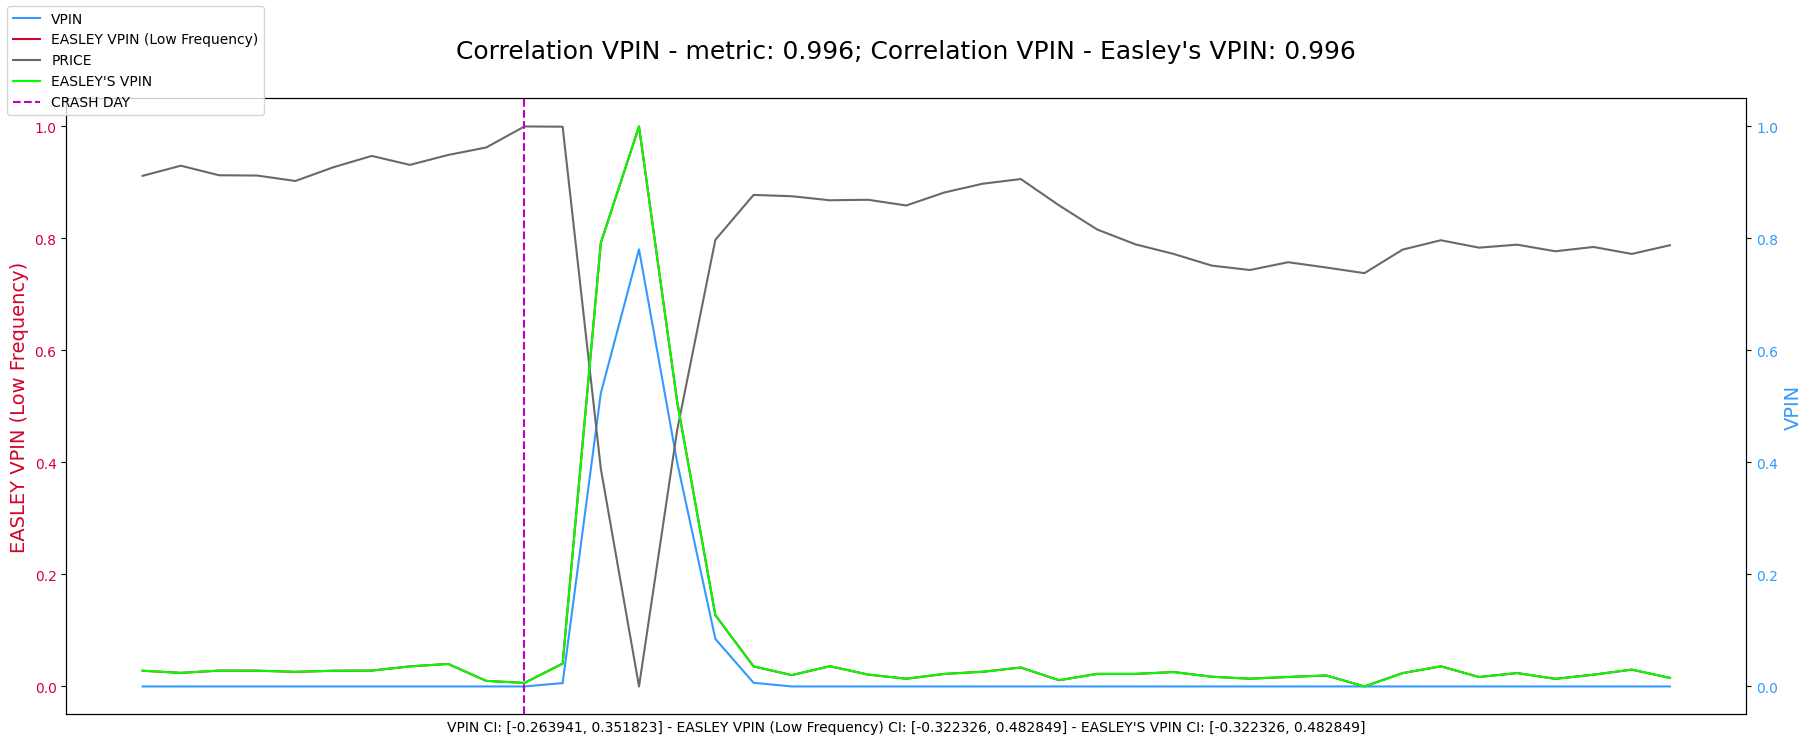 VPIN
EASLEY VPIN (Low Frequency)
PRICE
EASLEY'S VPIN
CRASH DAY
Correlation VPIN - metric: 0.996; Correlation VPIN - Easley's VPIN: 0.996
EASLEY VPIN (Low Frequency)
1.0
0.8
0.6
0.4
0.2
0.0
1.0
0.8
0.6
0.4
0.2
0.0
VPIN
VPIN CI: [-0.263941, 0.351823] - EASLEY VPIN (Low Frequency) CI: [-0.322326, 0.482849] - EASLEY'S VPIN CI: [-0.322326, 0.482849]